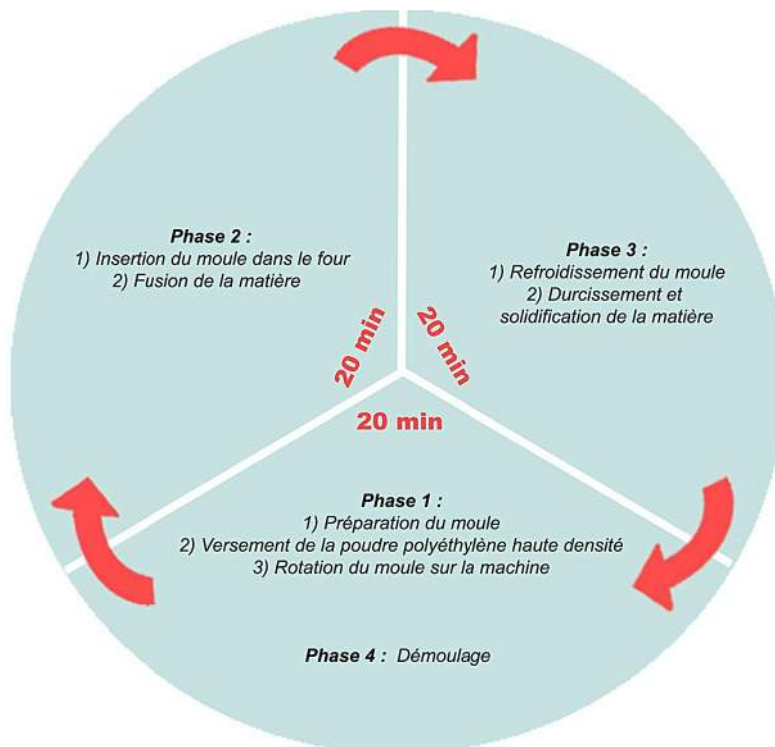 Phase 2 :
1) Insertion du moule dans le four
2) Fusion de la matière
Phase 3 :
1) Refroidissement du moule
2) Durcissement et
solidification de la matière
20 min
20 min
20 min
Phase 1 :
1) Préparation du moule
2) Versement de la poudre polyéthylène haute densité
3) Rotation du moule sur la machine
Phase 4 : Démoulage